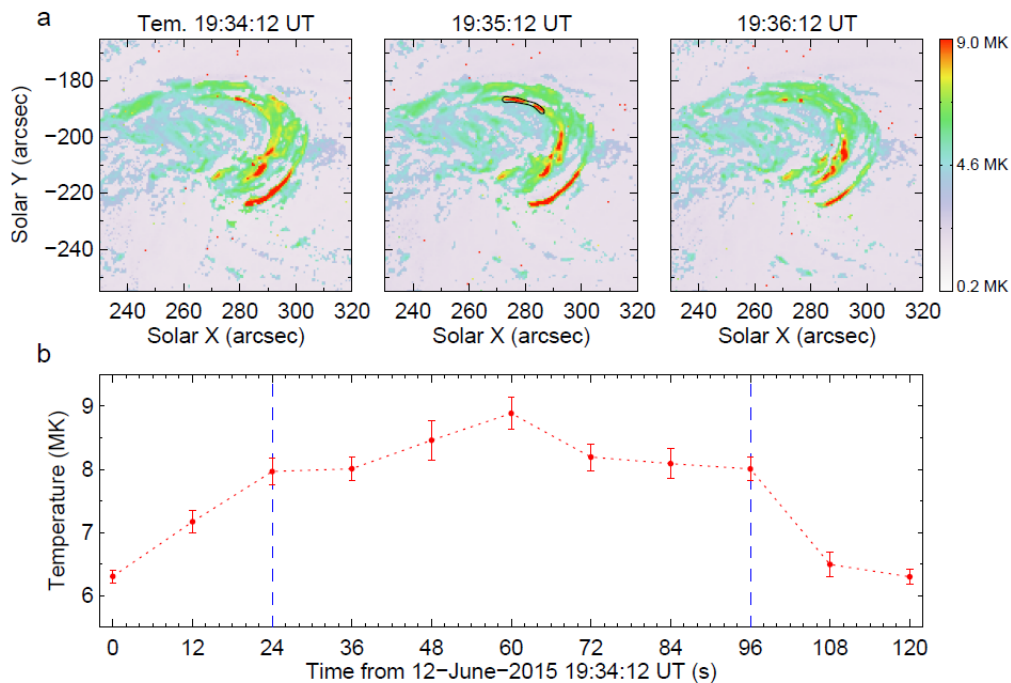 a
Tem. 19:34:12 UT 19:35:12 UT 19:36:12 UT
9.0 MK
−180
−200
4.6 MK
−220
−240
0.2 MK
Solar Y (arcsec)
240 260 280 300 320 240 260 280 300 320 240 260 280 300 320
Solar X (arcsec) Solar X (arcsec) Solar X (arcsec)
b
9
8
7
6
Temperature (MK)
0 12 24 36 48 60 72 84 96 108 120
Time from 12−June−2015 19:34:12 UT (s)